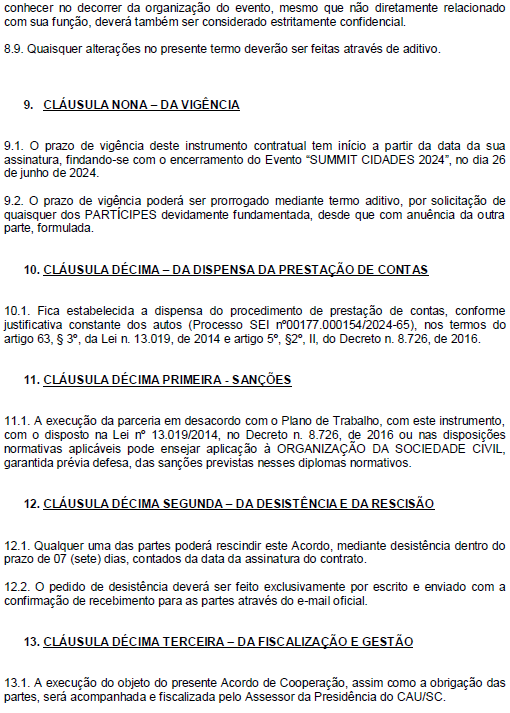 conhecer no decorrer da organização do evento, mesmo que não diretamente relacionado
com sua função, deverá também ser considerado estritamente confidencial.
8.9. Quaisquer alterações no presente termo deverão ser feitas através de aditivo.
9. CLÁUSULA NONA – DA VIGÊNCIA
9.1. O prazo de vigência deste instrumento contratual tem início a partir da data da sua
assinatura, findando-se com o encerramento do Evento “SUMMIT CIDADES 2024”, no dia 26
de junho de 2024.
9.2. O prazo de vigência poderá ser prorrogado mediante termo aditivo, por solicitação de
quaisquer dos PARTÍCIPES devidamente fundamentada, desde que com anuência da outra
parte, formulada.
10. CLÁUSULA DÉCIMA – DA DISPENSA DA PRESTAÇÃO DE CONTAS
10.1. Fica estabelecida a dispensa do procedimento de prestação de contas, conforme
justificativa constante dos autos (Processo SEI nº00177.000154/2024-65), nos termos do
artigo 63, § 3º, da Lei n. 13.019, de 2014 e artigo 5º, §2º, II, do Decreto n. 8.726, de 2016.
11. CLÁUSULA DÉCIMA PRIMEIRA - SANÇÕES
11.1. A execução da parceria em desacordo com o Plano de Trabalho, com este instrumento,
com o disposto na Lei nº 13.019/2014, no Decreto n. 8.726, de 2016 ou nas disposições
normativas aplicáveis pode ensejar aplicação à ORGANIZAÇÃO DA SOCIEDADE CIVIL,
garantida prévia defesa, das sanções previstas nesses diplomas normativos.
12. CLÁUSULA DÉCIMA SEGUNDA – DA DESISTÊNCIA E DA RESCISÃO
12.1. Qualquer uma das partes poderá rescindir este Acordo, mediante desistência dentro do
prazo de 07 (sete) dias, contados da data da assinatura do contrato.
12.2. O pedido de desistência deverá ser feito exclusivamente por escrito e enviado com a
confirmação de recebimento para as partes através do e-mail oficial.
13. CLÁUSULA DÉCIMA TERCEIRA – DA FISCALIZAÇÃO E GESTÃO
13.1. A execução do objeto do presente Acordo de Cooperação, assim como a obrigação das
partes, será acompanhada e fiscalizada pelo Assessor da Presidência do CAU/SC.